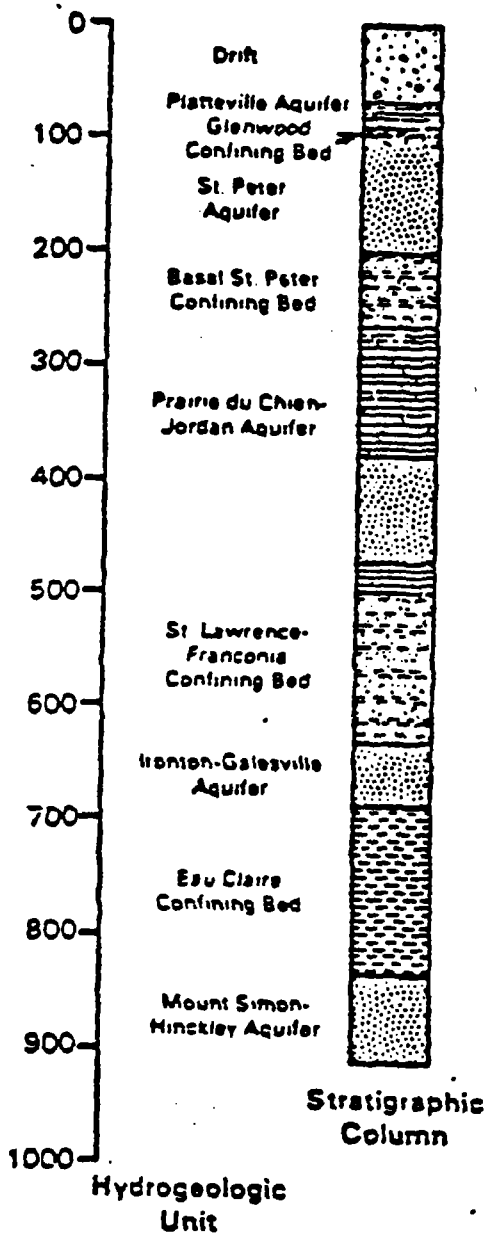 0
Drift
Platteville Aquifer
Glenwood
Confining Bed
100
St. Peter
Aquifer
200
Basal St. Peter
Confining Bed
300
Prairie du Chien-
Jordan Aquifer
400
500
St Lawrence-
Franconia
Confining Bed
600
Ironton-Galesville
Aquifer
700
Eau Claire
Confining Bed
800
Mount Simon-
Hinckley Aquifer
900
Stratigraphic
Column
1000
Hydrogeologic
Unit